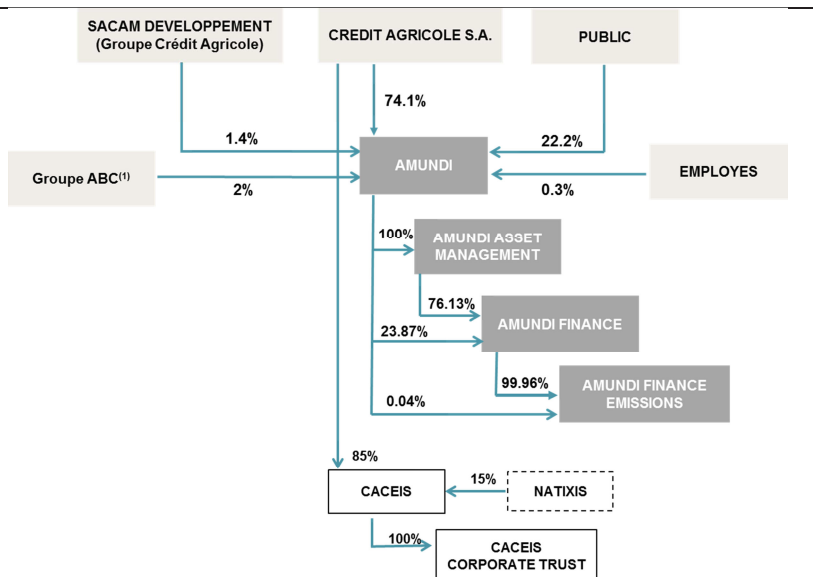 SACAM DEVELOPPEMENT
(Groupe Crédit Agricole)
CREDIT AGRICOLE S.A.
PUBLIC
74.1%
1.4%
22.2%
Groupe ABC(1)
AMUNDI
EMPLOYES
2%
0.3%
100%
AMUNDI ASSET
MANAGEMENT
76.13%
23.87%
AMUNDI FINANCE
99.96%
0.04%
AMUNDI FINANCE
EMISSIONS
85%
CACEIS
15%
NATIXIS
100%
CACEIS
CORPORATE TRUST